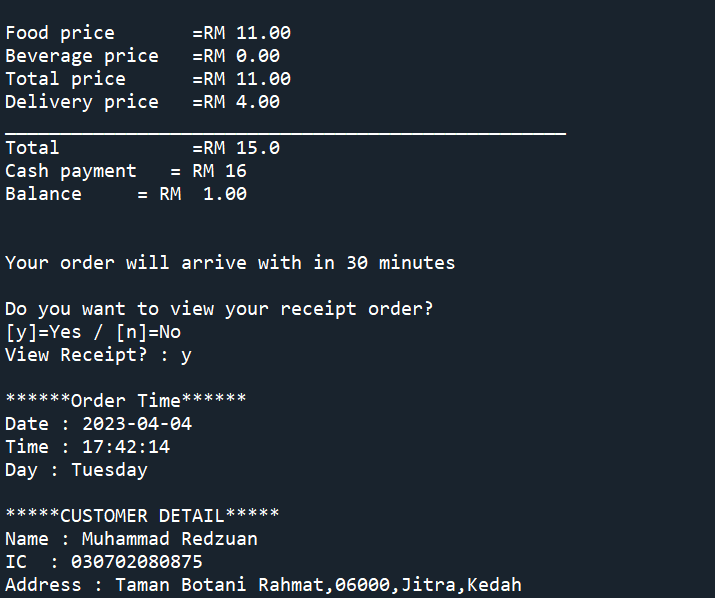 Food price       =RM 11.00
Beverage price   =RM 0.00
Total price      =RM 11.00
Delivery price   =RM 4.00
___________________________________________________
Total            =RM 15.0
Cash payment   = RM 16
Balance     = RM  1.00
Your order will arrive with in 30 minutes
Do you want to view your receipt order?
[y]=Yes / [n]=No
View Receipt? : y
******Order Time******
Date : 2023-04-04
Time : 17:42:14
Day : Tuesday
*****CUSTOMER DETAIL*****
Name : Muhammad Redzuan
IC  : 030702080875
Address : Taman Botani Rahmat,06000,Jitra,Kedah